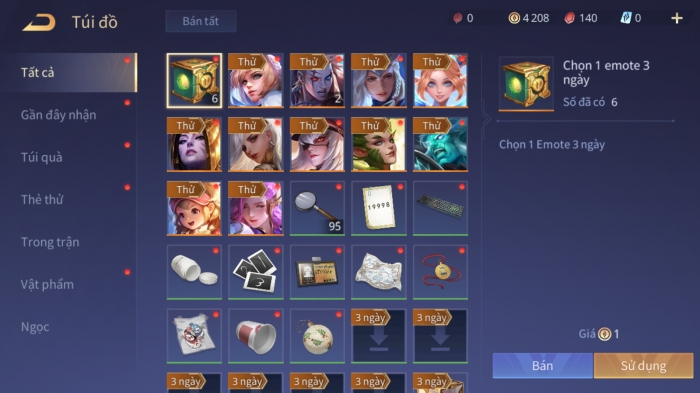 Túi đồ
Bán tất
0
4 208
140
0
Tất cả
Gần đây nhận
Túi quà
Thẻ thử
Trong trận
Vật phẩm
Ngọc
6
Thử
Thử
2
Thử
Thử
Thử
Thử
Thử
Thử
Thử
Thử
Thử
95
19998
3 ngày
3 ngày
3 ngày
3 ngày
3 ngày
3 ngày
3 ngày
Chọn 1 emote 3
ngày
Số đã có 6
Chọn 1 Emote 3 ngày
Giá 1
Bán
Sử dụng